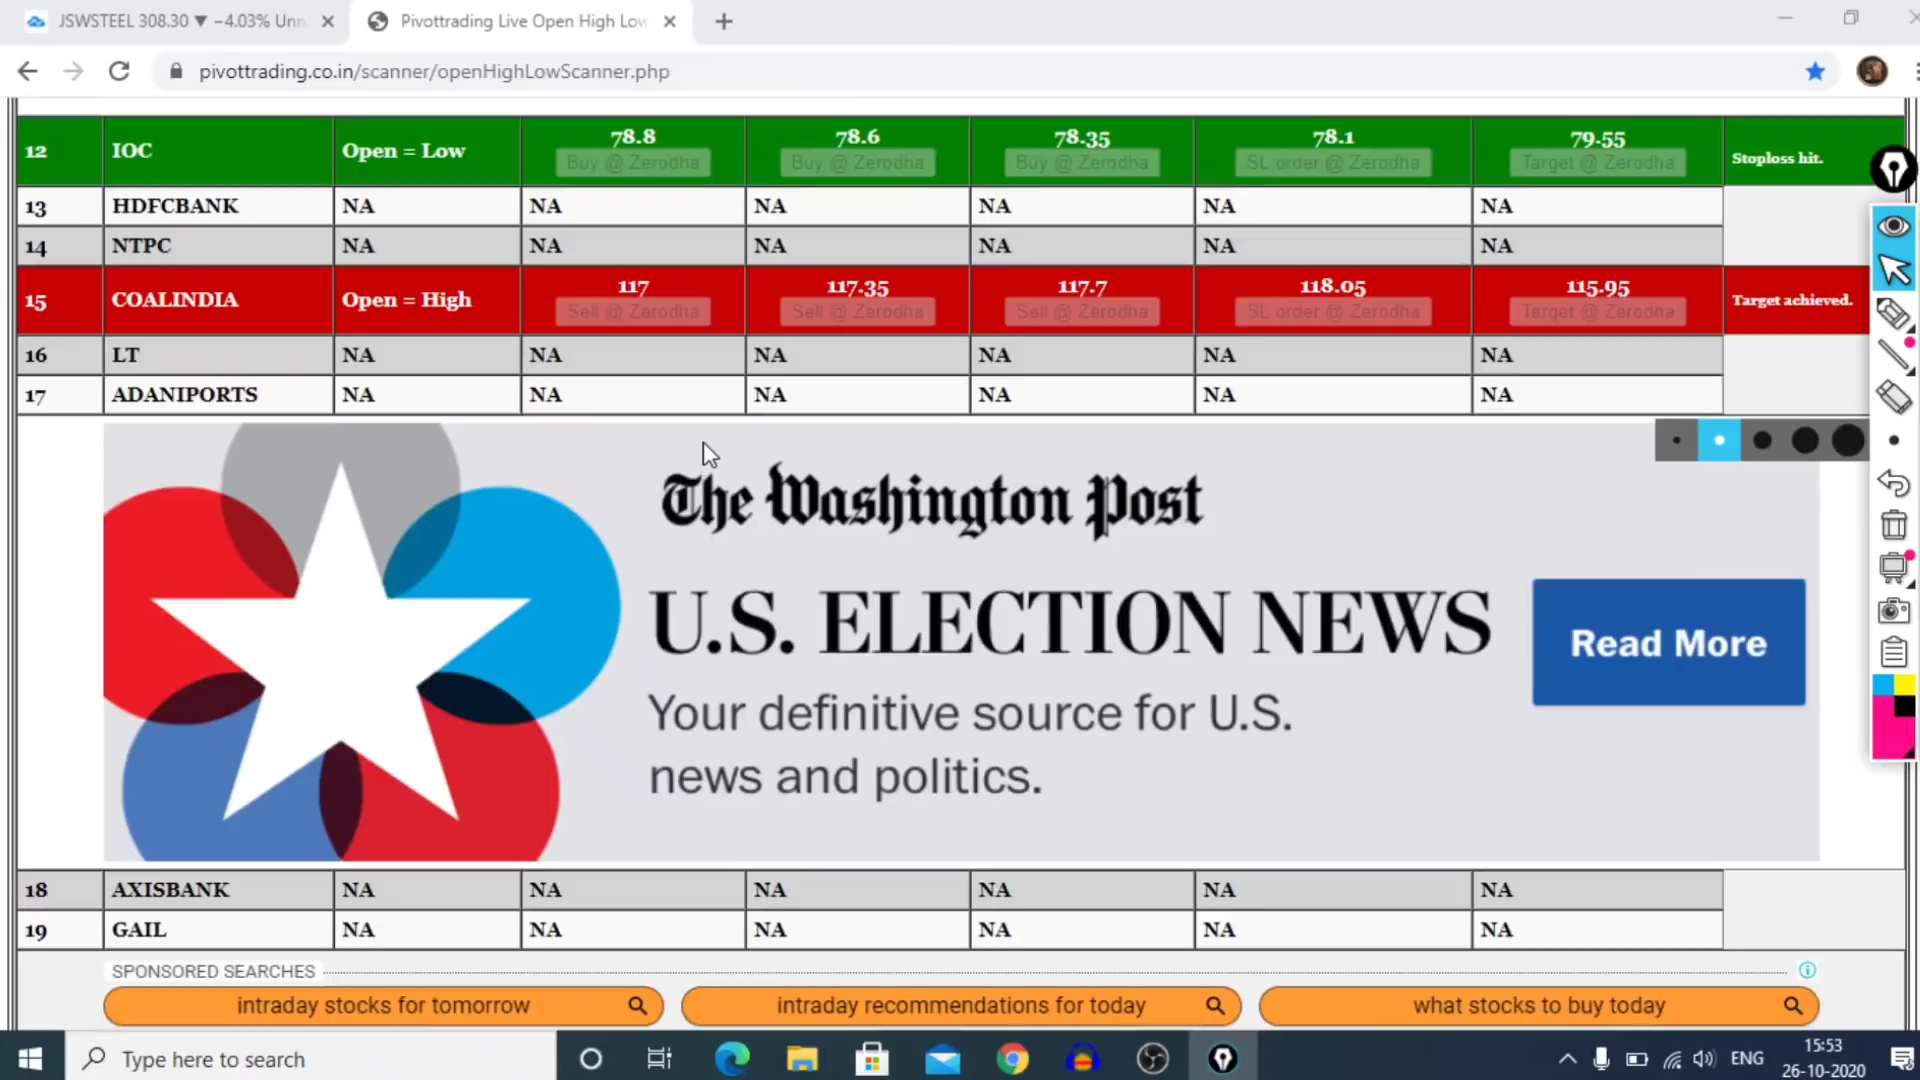 JSWSTEEL 308.30 ▼ −4.03% Unn
Pivottrading Live Open High Low
pivottrading.co.in/scanner/openHighLowScanner.php
12 IOC Open = Low 78.8 78.6 78.35 78.1 79.55 Stoploss hit.
Buy @ Zerodha Buy @ Zerodha Buy @ Zerodha SL order @ Zerodha Target @ Zerodha
13 HDFCBANK NA NA NA NA NA NA
14 NTPC NA NA NA NA NA NA
15 COALINDIA Open = High 117 117.35 117.7 118.05 115.95 Target achieved.
Sell @ Zerodha Sell @ Zerodha Sell @ Zerodha SL order @ Zerodha Target @ Zerodha
16 LT NA NA NA NA NA NA
17 ADANIPORTS NA NA NA NA NA NA
The Washington Post
U.S. ELECTION NEWS
Read More
Your definitive source for U.S.
news and politics.
18 AXISBANK NA NA NA NA NA NA
19 GAIL NA NA NA NA NA NA
SPONSORED SEARCHES
intraday stocks for tomorrow
intraday recommendations for today
what stocks to buy today
Type here to search
ENG
15:53
26-10-2020